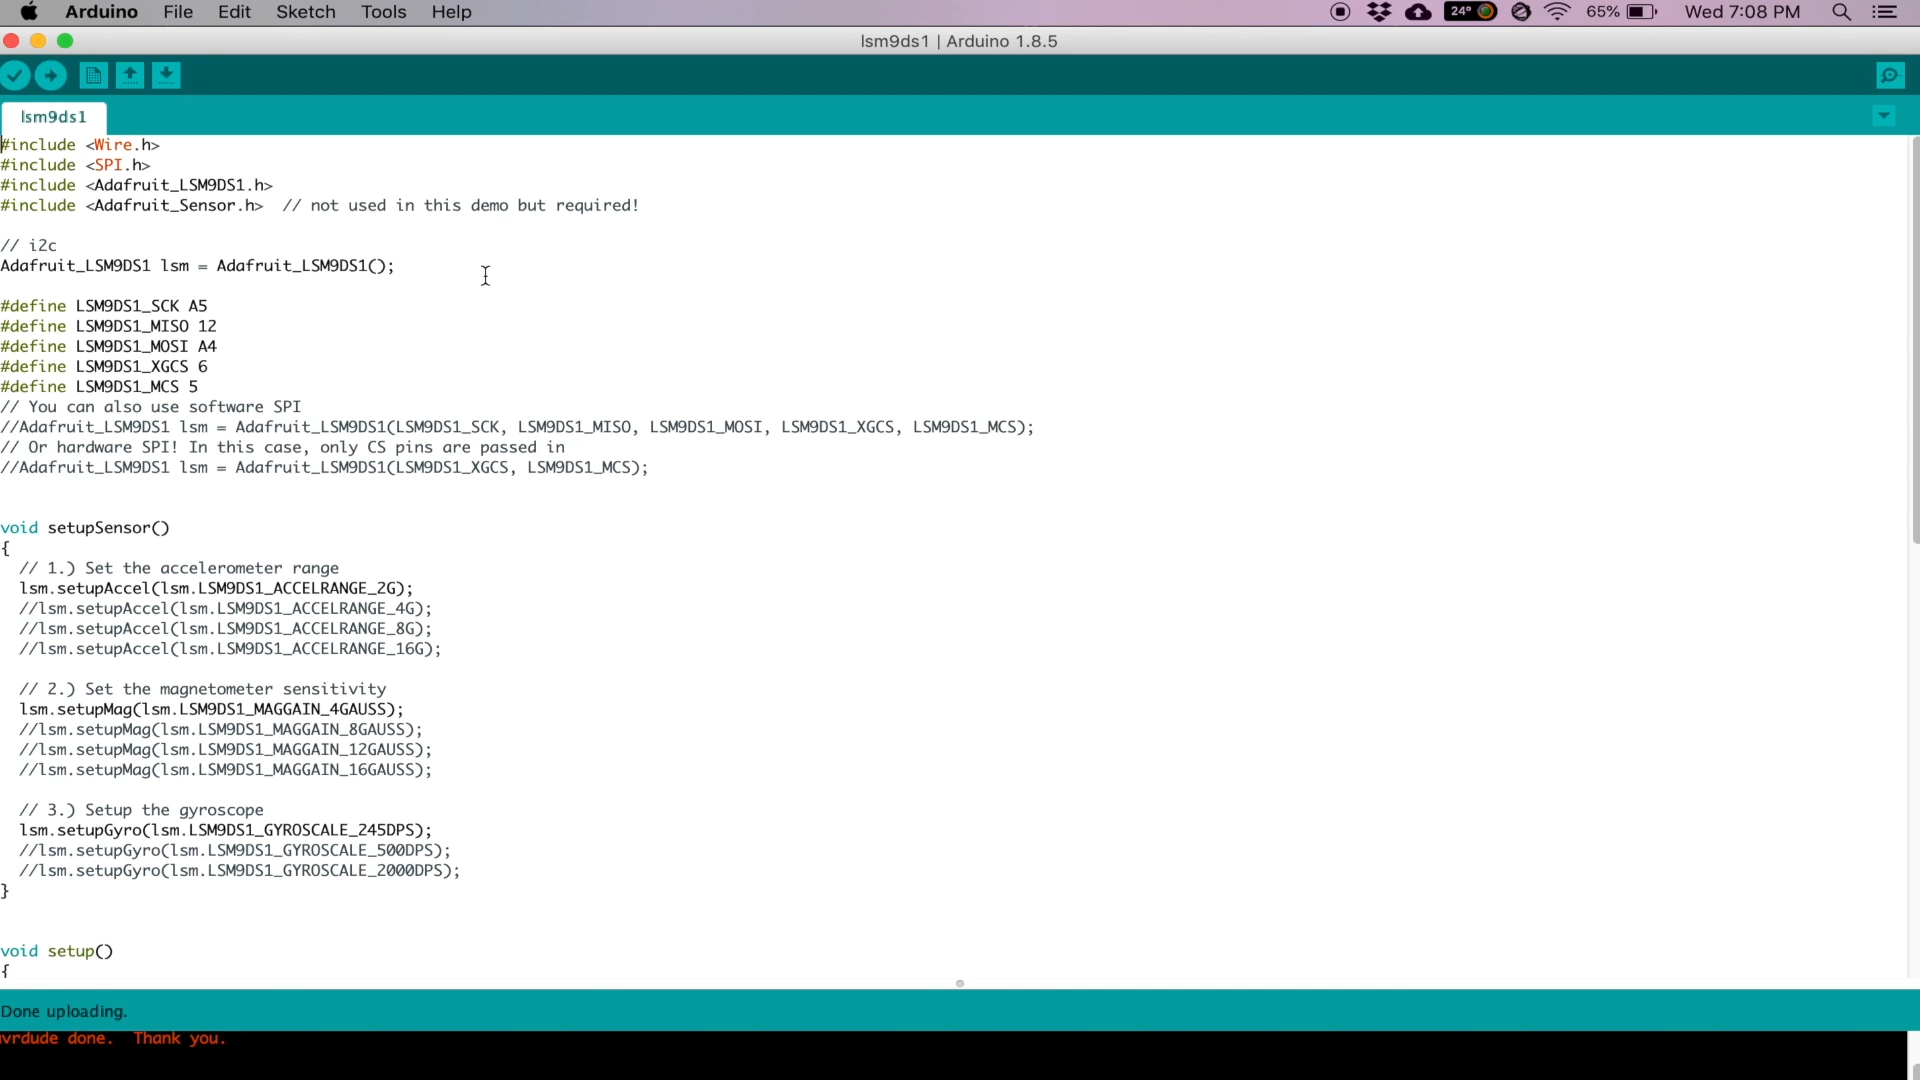 Arduino File Edit Sketch Tools Help 24° 65% Wed 7:08 PM
lsm9ds1 | Arduino 1.8.5
lsm9ds1
#include <Wire.h>
#include <SPI.h>
#include <Adafruit_LSM9DS1.h>
#include <Adafruit_Sensor.h>  // not used in this demo but required!
// i2c
Adafruit_LSM9DS1 lsm = Adafruit_LSM9DS1();
#define LSM9DS1_SCK A5
#define LSM9DS1_MISO 12
#define LSM9DS1_MOSI A4
#define LSM9DS1_XGCS 6
#define LSM9DS1_MCS 5
// You can also use software SPI
//Adafruit_LSM9DS1 lsm = Adafruit_LSM9DS1(LSM9DS1_SCK, LSM9DS1_MISO, LSM9DS1_MOSI, LSM9DS1_XGCS, LSM9DS1_MCS);
// Or hardware SPI! In this case, only CS pins are passed in
//Adafruit_LSM9DS1 lsm = Adafruit_LSM9DS1(LSM9DS1_XGCS, LSM9DS1_MCS);
void setupSensor()
{
  // 1.) Set the accelerometer range
  lsm.setupAccel(lsm.LSM9DS1_ACCELRANGE_2G);
  //lsm.setupAccel(lsm.LSM9DS1_ACCELRANGE_4G);
  //lsm.setupAccel(lsm.LSM9DS1_ACCELRANGE_8G);
  //lsm.setupAccel(lsm.LSM9DS1_ACCELRANGE_16G);
  // 2.) Set the magnetometer sensitivity
  lsm.setupMag(lsm.LSM9DS1_MAGGAIN_4GAUSS);
  //lsm.setupMag(lsm.LSM9DS1_MAGGAIN_8GAUSS);
  //lsm.setupMag(lsm.LSM9DS1_MAGGAIN_12GAUSS);
  //lsm.setupMag(lsm.LSM9DS1_MAGGAIN_16GAUSS);
  // 3.) Setup the gyroscope
  lsm.setupGyro(lsm.LSM9DS1_GYROSCALE_245DPS);
  //lsm.setupGyro(lsm.LSM9DS1_GYROSCALE_500DPS);
  //lsm.setupGyro(lsm.LSM9DS1_GYROSCALE_2000DPS);
}
void setup()
{
Done uploading.
avrdude done.  Thank you.